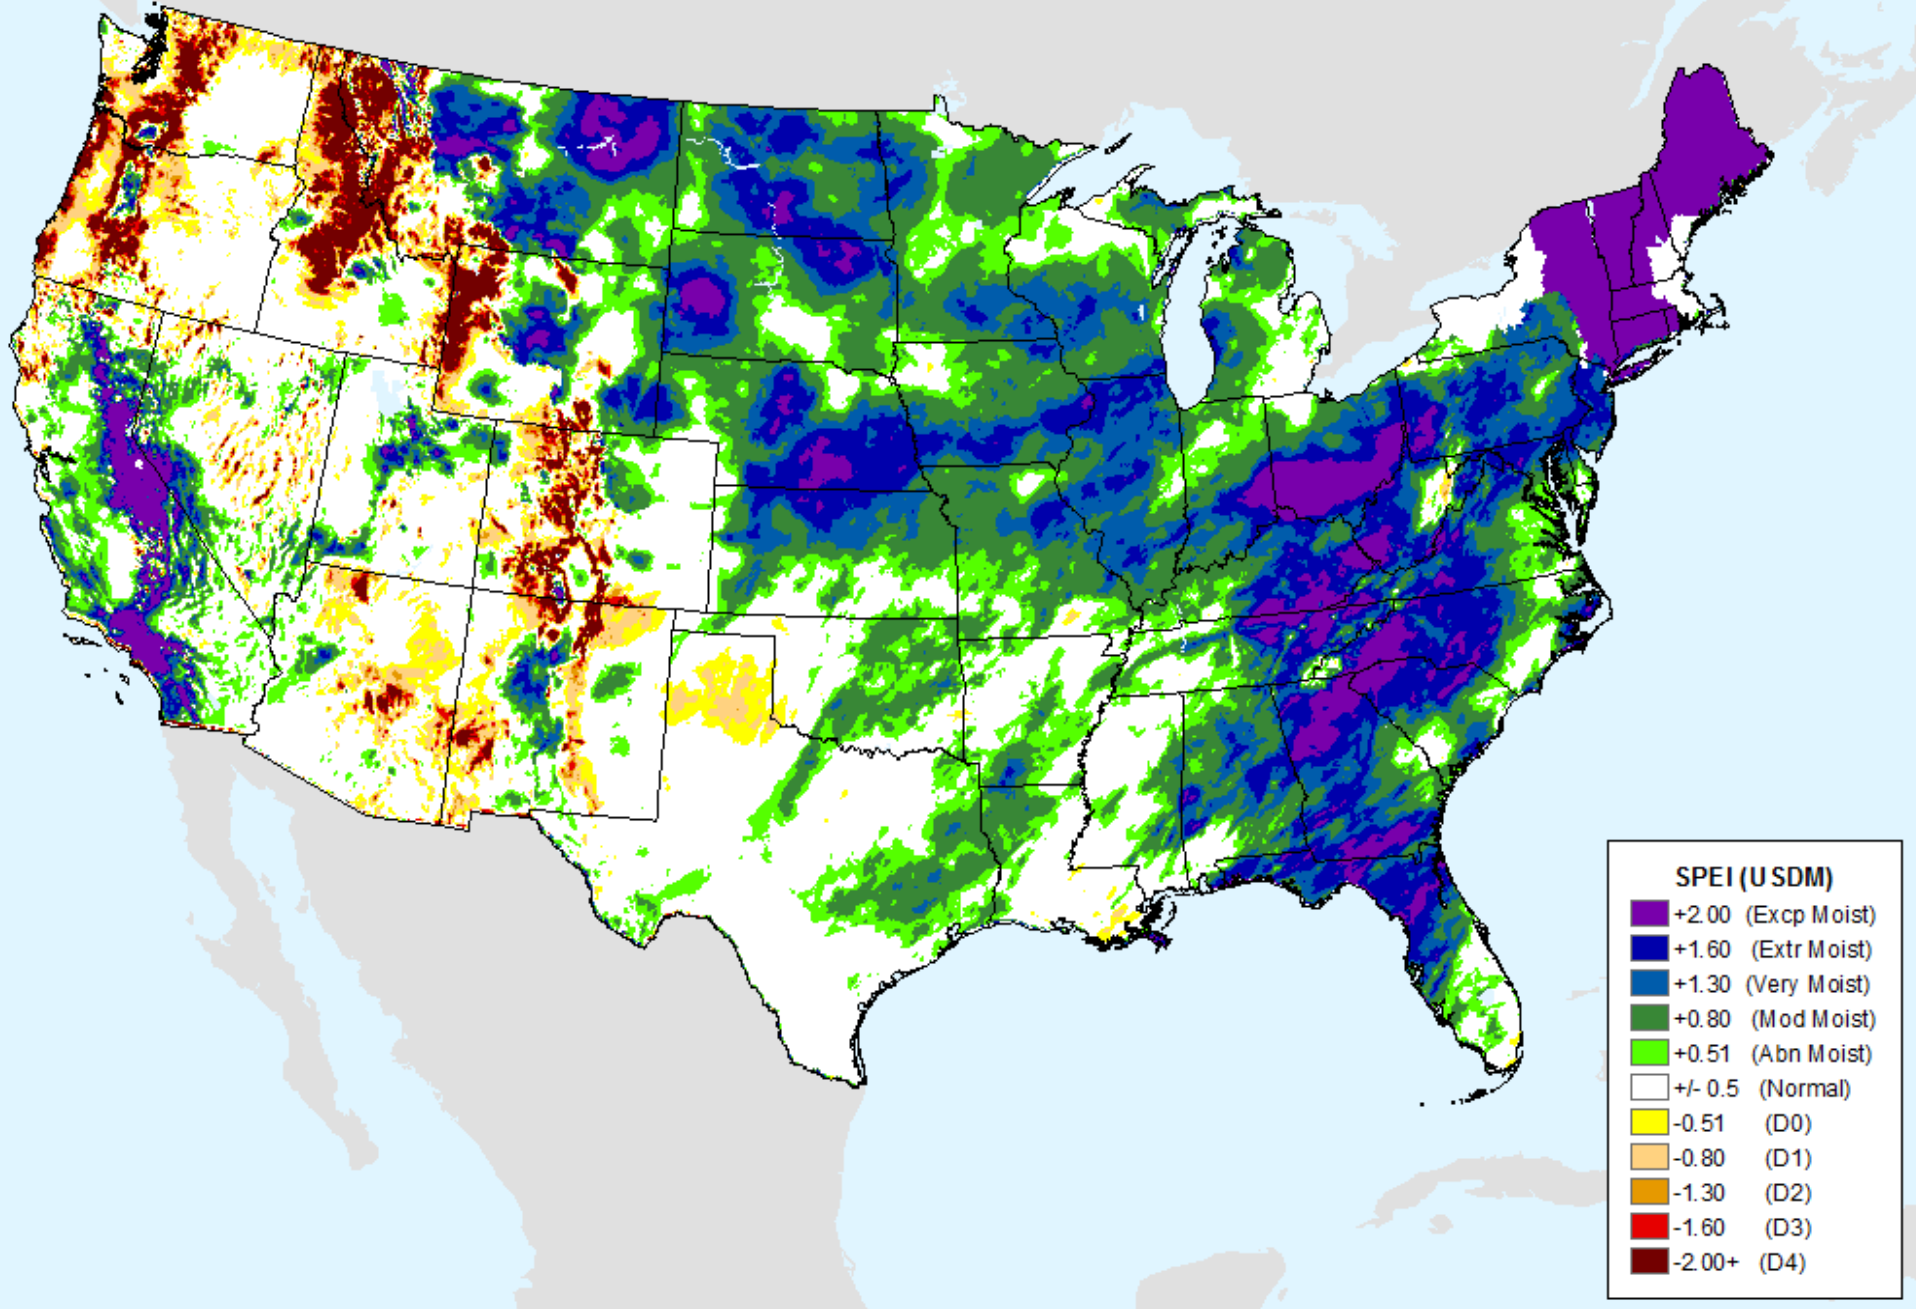 SPEI (USDM)
+2.00 (Excp Moist)
+1.60 (Extr Moist)
+1.30 (Very Moist)
+0.80 (Mod Moist)
+0.51 (Abn Moist)
+/- 0.5 (Normal)
-0.51 (D0)
-0.80 (D1)
-1.30 (D2)
-1.60 (D3)
-2.00+ (D4)